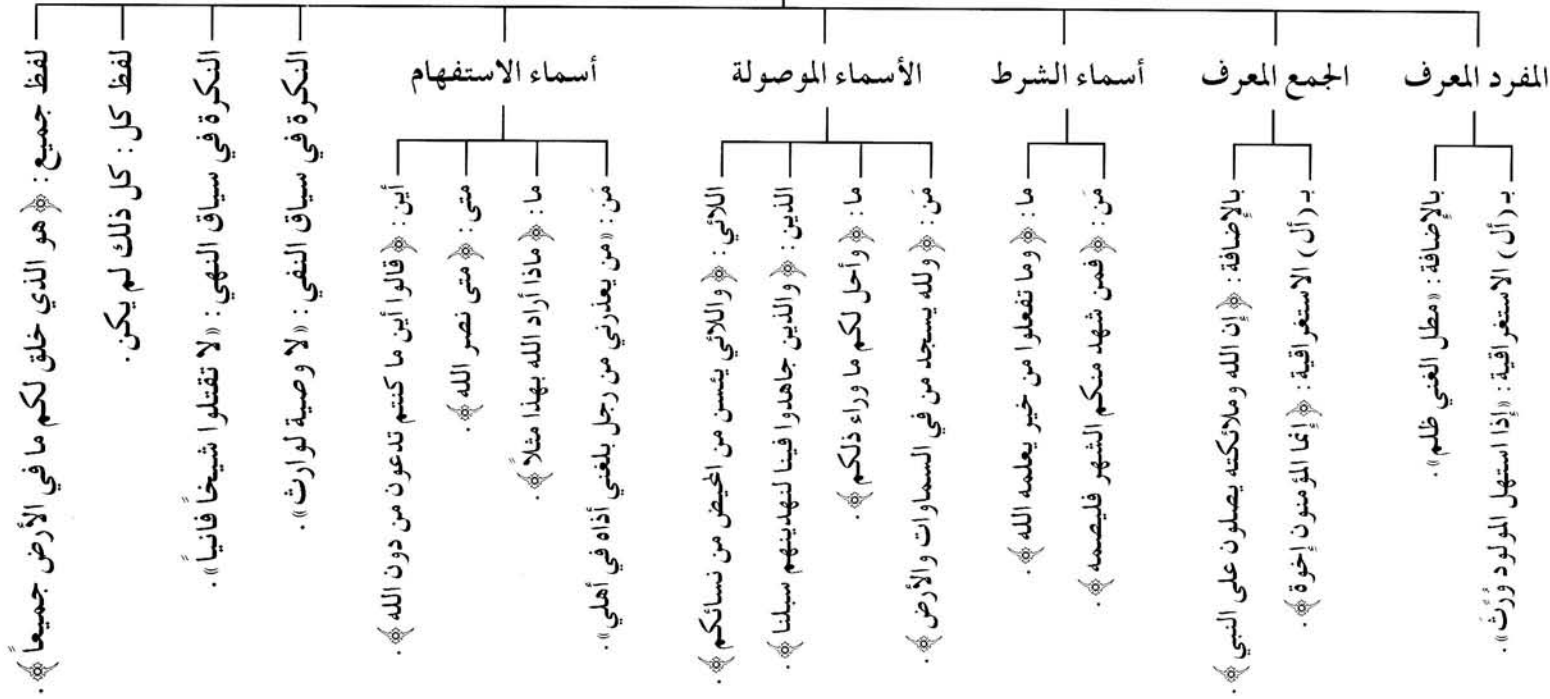 المفرد المعرف
بـ (أل) الاستغراقية: «إذا استهل المولود وُرِّثَ».
بالإضافة: «مطل الغني ظلم».
الجمع المعرف
بـ (أل) الاستغراقية: ﴿إنما المؤمنون إخوة﴾.
بالإضافة: ﴿إن الله وملائكته يصلون على النبي﴾.
أسماء الشرط
مَن: ﴿فمن شهد منكم الشهر فليصمه﴾.
ما: ﴿وما تفعلوا من خير يعلمه الله﴾.
الأسماء الموصولة
مَن: ﴿ولله يسجد من في السماوات والأرض﴾.
ما: ﴿وأحل لكم ما وراء ذلكم﴾.
الذين: ﴿والذين جاهدوا فينا لنهدينهم سبلنا﴾.
اللائي: ﴿واللائي يئسن من المحيض من نسائكم﴾.
أسماء الاستفهام
مَن: «من يعذرني من رجل بلغني أذاه في أهلي».
ما: ﴿ماذا أراد الله بهذا مثلاً﴾.
متى: ﴿متى نصر الله﴾.
أين: ﴿قالوا أين ما كنتم تدعون من دون الله﴾.
النكرة في سياق النفي: «لا وصية لوارث».
النكرة في سياق النهي: «لا تقتلوا شيخاً فانياً».
لفظ كل: كل ذلك لم يكن.
لفظ جميع: ﴿هو الذي خلق لكم ما في الأرض جميعاً﴾.